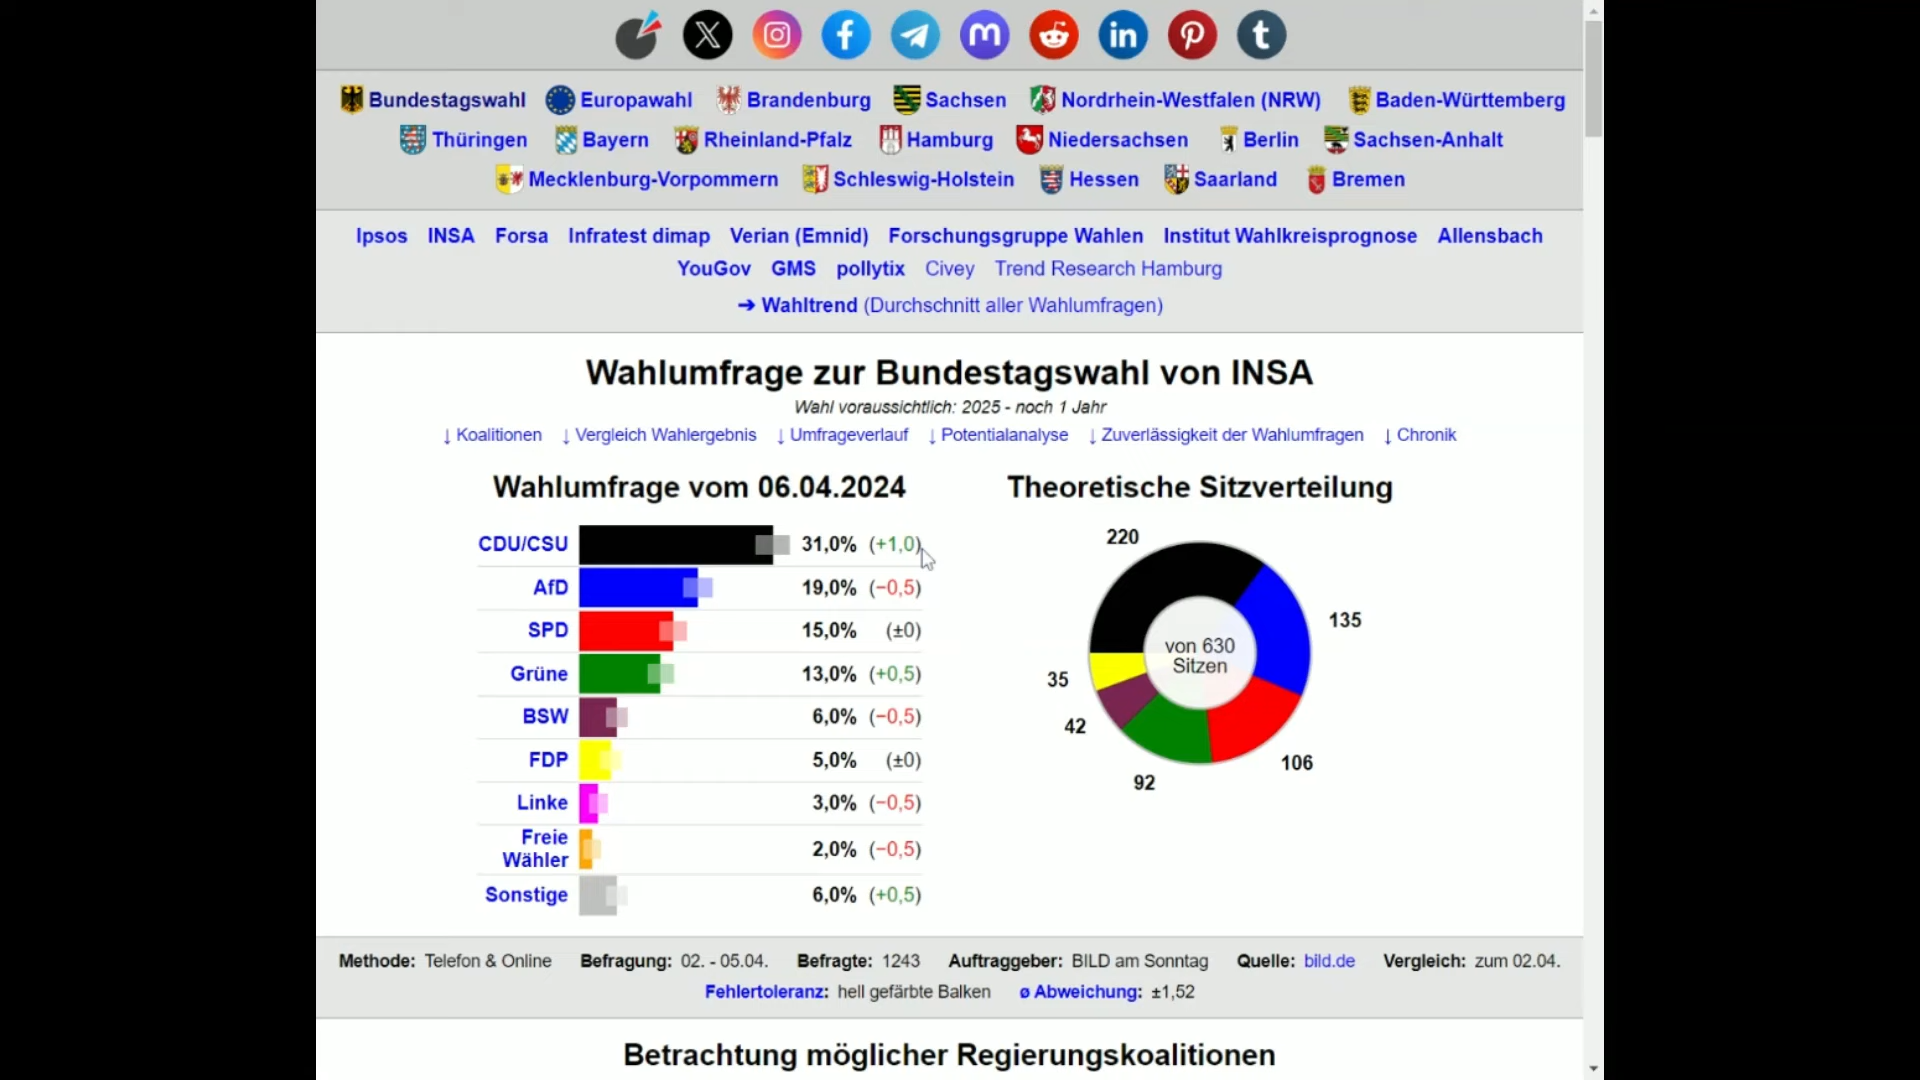 Bundestagswahl Europawahl Brandenburg Sachsen Nordrhein-Westfalen (NRW) Baden-Württemberg
Thüringen Bayern Rheinland-Pfalz Hamburg Niedersachsen Berlin Sachsen-Anhalt
Mecklenburg-Vorpommern Schleswig-Holstein Hessen Saarland Bremen
Ipsos INSA Forsa Infratest dimap Verian (Emnid) Forschungsgruppe Wahlen Institut Wahlkreisprognose Allensbach
YouGov GMS pollytix Civey Trend Research Hamburg
➔ Wahltrend (Durchschnitt aller Wahlumfragen)
Wahlumfrage zur Bundestagswahl von INSA
Wahl voraussichtlich: 2025 - noch 1 Jahr
↓ Koalitionen ↓ Vergleich Wahlergebnis ↓ Umfrageverlauf ↓ Potentialanalyse ↓ Zuverlässigkeit der Wahlumfragen ↓ Chronik
Wahlumfrage vom 06.04.2024
CDU/CSU 31,0% (+1,0)
AfD 19,0% (−0,5)
SPD 15,0% (±0)
Grüne 13,0% (+0,5)
BSW 6,0% (−0,5)
FDP 5,0% (±0)
Linke 3,0% (−0,5)
Freie
Wähler 2,0% (−0,5)
Sonstige 6,0% (+0,5)
Theoretische Sitzverteilung
220
135
von 630
Sitzen
35
42
106
92
Methode: Telefon & Online Befragung: 02. - 05.04. Befragte: 1243 Auftraggeber: BILD am Sonntag Quelle: bild.de Vergleich: zum 02.04.
Fehlertoleranz: hell gefärbte Balken ø Abweichung: ±1,52
Betrachtung möglicher Regierungskoalitionen